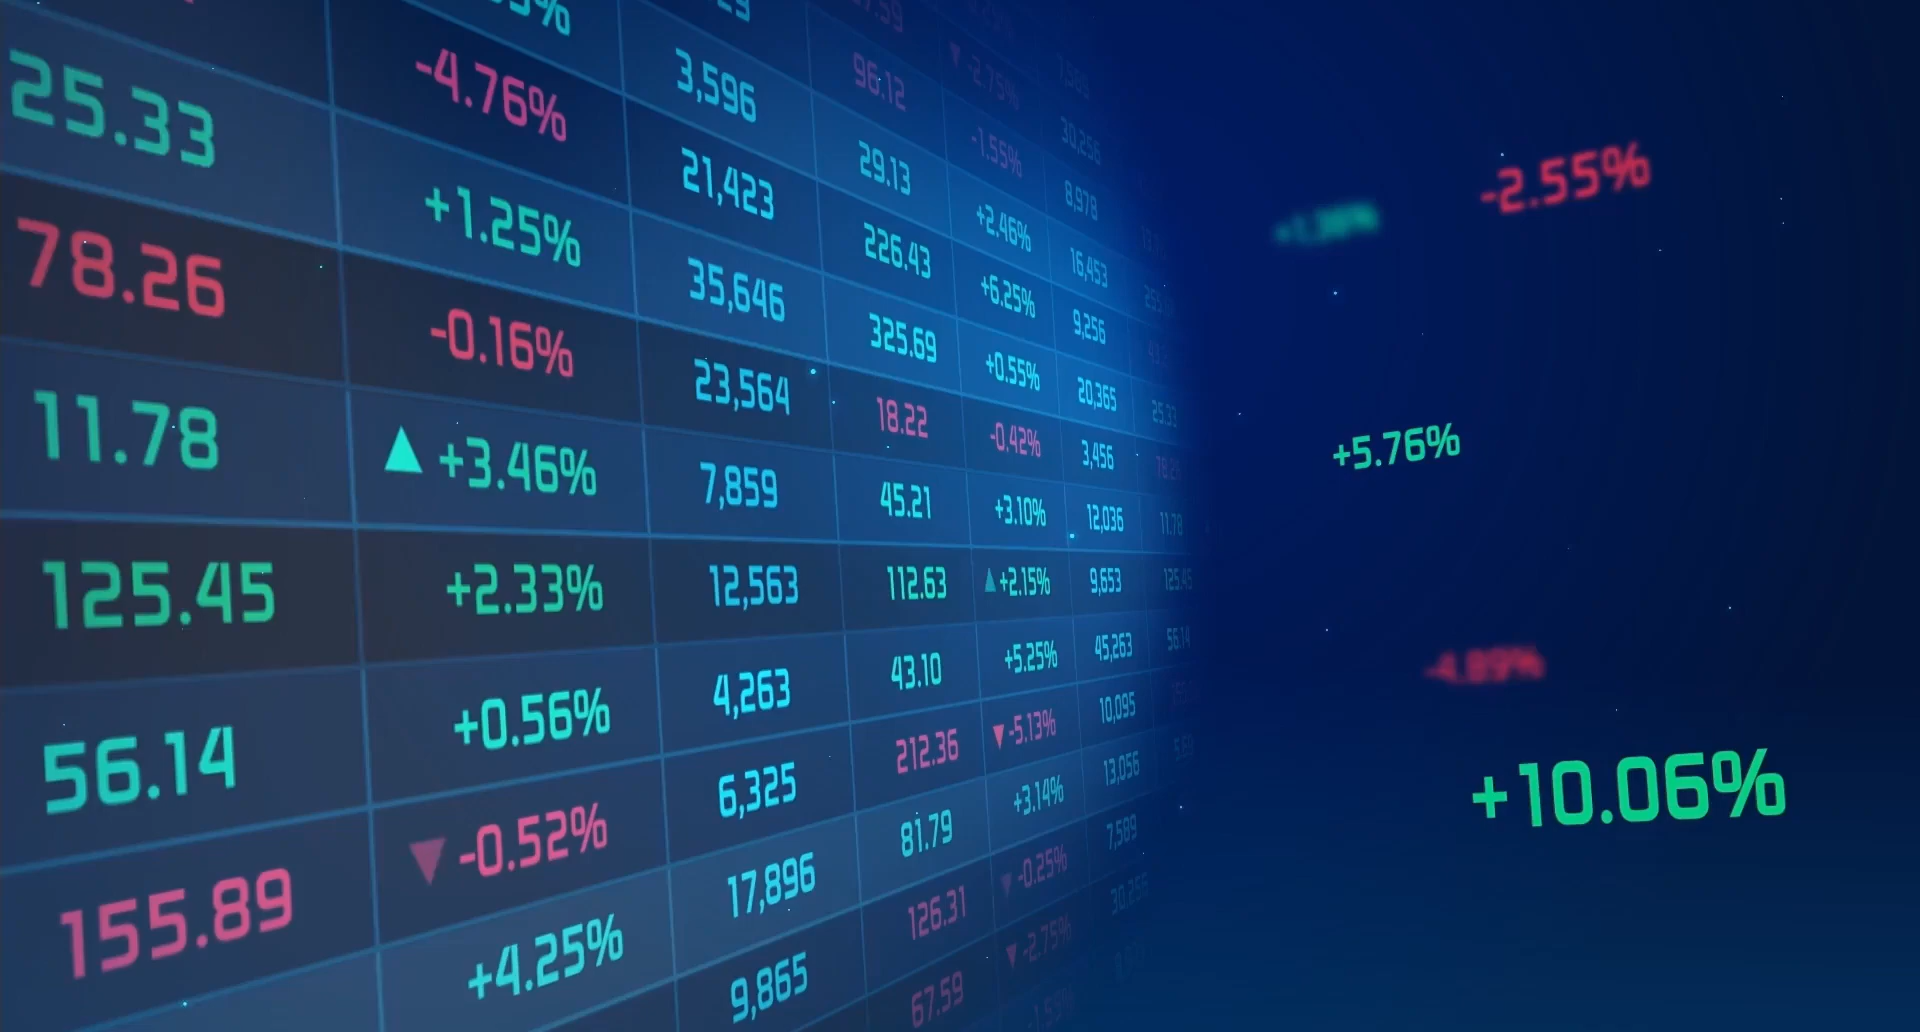 25.33 +1.25% 21,423 29.13 +2.46% 16,453
-4.76% 3,596 96.12 -1.55% 8,978
78.26 -0.16% 35,646 226.43 +6.25% 9,256
11.78 ▲ +3.46% 23,564 325.69 +0.55% 20,365
125.45 +2.33% 7,859 18.22 -0.42% 3,456
56.14 +0.56% 12,563 45.21 +3.10% 12,036
155.89 ▼ -0.52% 4,263 112.63 ▲ +2.15% 9,653
+4.25% 6,325 43.10 +5.25% 45,263
17,896 212.36 ▼ -5.13% 10,095
9,865 81.79 +3.14% 13,056
126.31 ▼ -0.25% 7,589
67.59 ▼ -2.75%
-2.55%
+5.76%
-4.89%
+10.06%